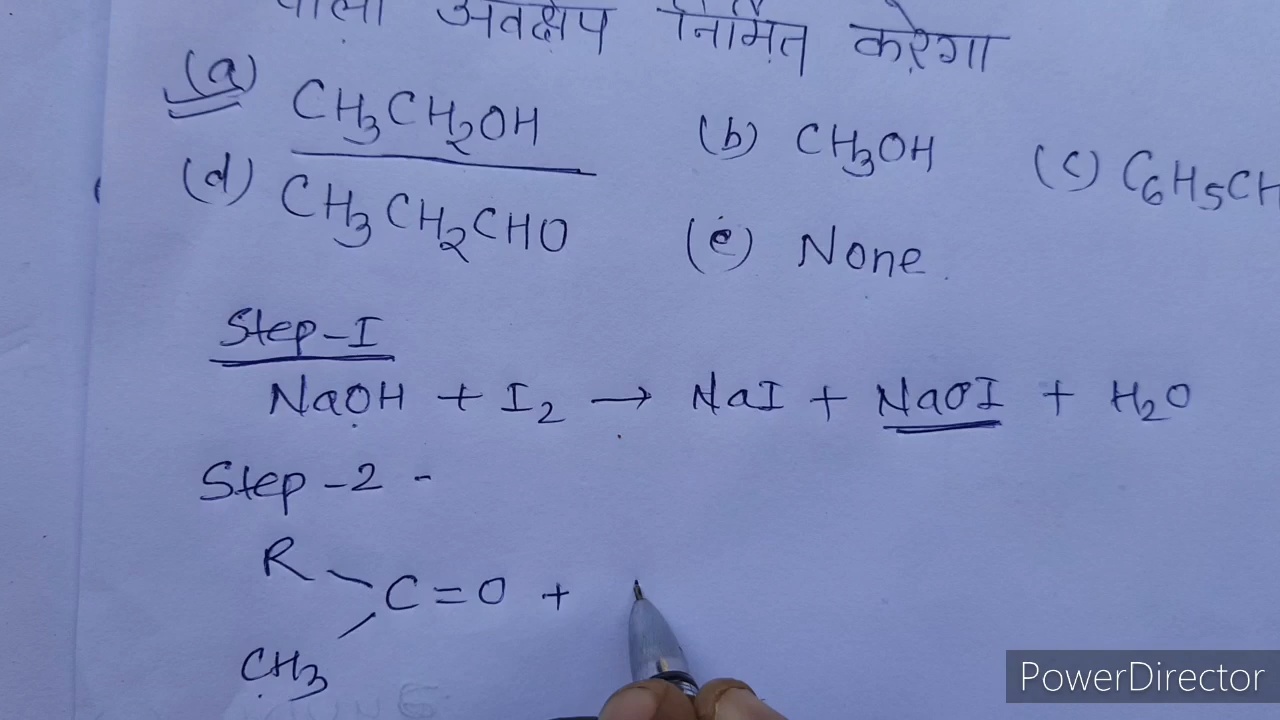 अवक्षेप निर्मित करेगा
(a) CH₃CH₂OH (b) CH₃OH (c) C₆H₅CH
(d) CH₃CH₂CHO (e) None
Step-I
NaOH + I₂ → NaI + NaOI + H₂O
Step-2 -
R
C=O +
CH₃
PowerDirector